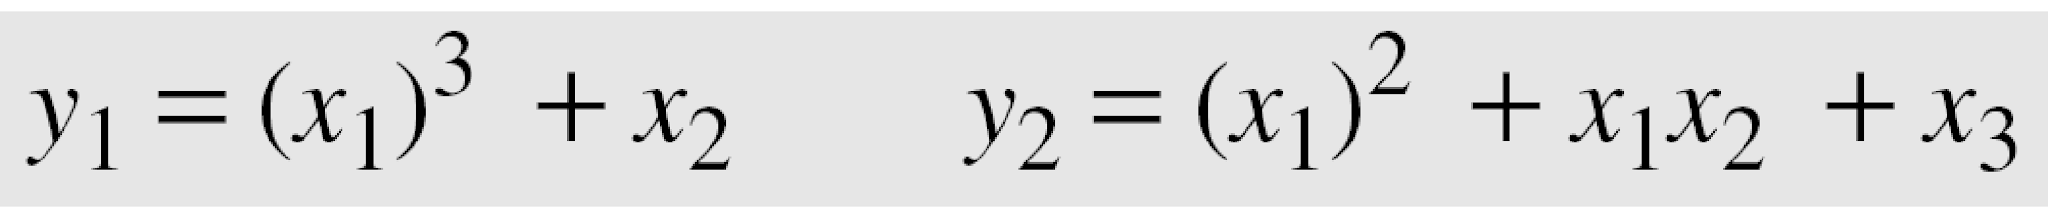 y₁ = (x₁)³ + x₂ y₂ = (x₁)² + x₁x₂ + x₃